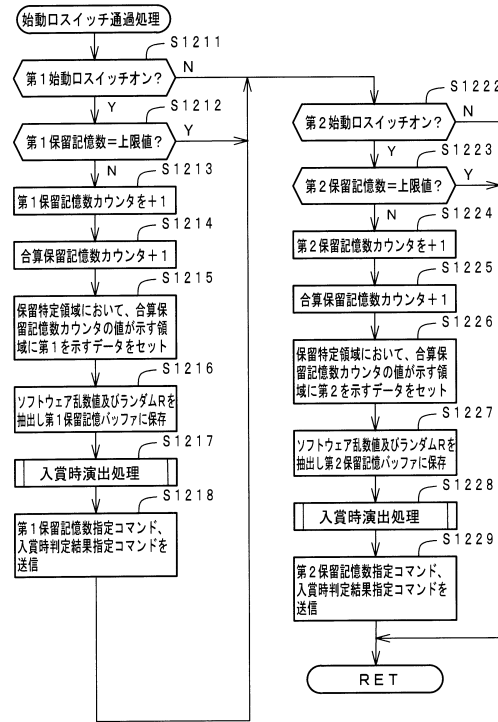 始動口スイッチ通過処理
S1211
第1始動口スイッチオン？
N
Y
S1212
第1保留記憶数＝上限値？
Y
N
S1213
第1保留記憶数カウンタを＋1
S1214
合算保留記憶数カウンタ＋1
S1215
保留特定領域において、合算保
留記憶数カウンタの値が示す領
域に第1を示すデータをセット
S1216
ソフトウェア乱数値及びランダムRを
抽出し第1保留記憶バッファに保存
S1217
入賞時演出処理
S1218
第1保留記憶数指定コマンド、
入賞時判定結果指定コマンドを
送信
S1222
第2始動口スイッチオン？
N
Y
S1223
第2保留記憶数＝上限値？
Y
N
S1224
第2保留記憶数カウンタを＋1
S1225
合算保留記憶数カウンタ＋1
S1226
保留特定領域において、合算保
留記憶数カウンタの値が示す領
域に第2を示すデータをセット
S1227
ソフトウェア乱数値及びランダムRを
抽出し第2保留記憶バッファに保存
S1228
入賞時演出処理
S1229
第2保留記憶数指定コマンド、
入賞時判定結果指定コマンドを
送信
RET